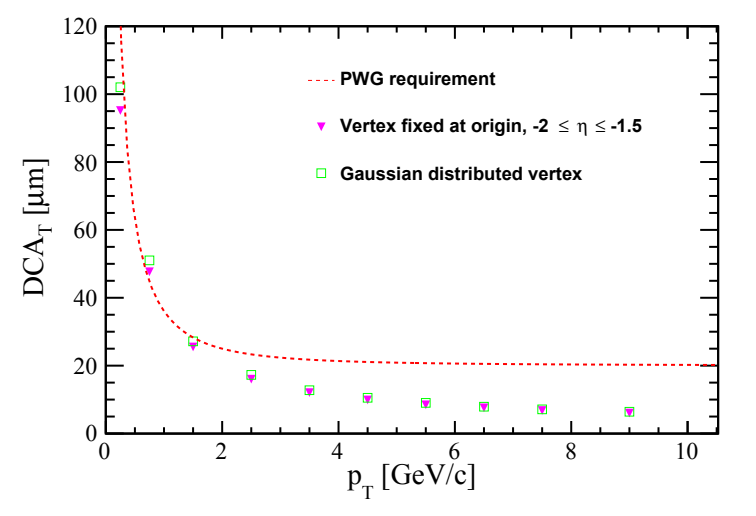 120
100
80
60
40
20
0
DCA_T [μm]
PWG requirement
Vertex fixed at origin, -2 ≤ η ≤ -1.5
Gaussian distributed vertex
0 2 4 6 8 10
p_T [GeV/c]